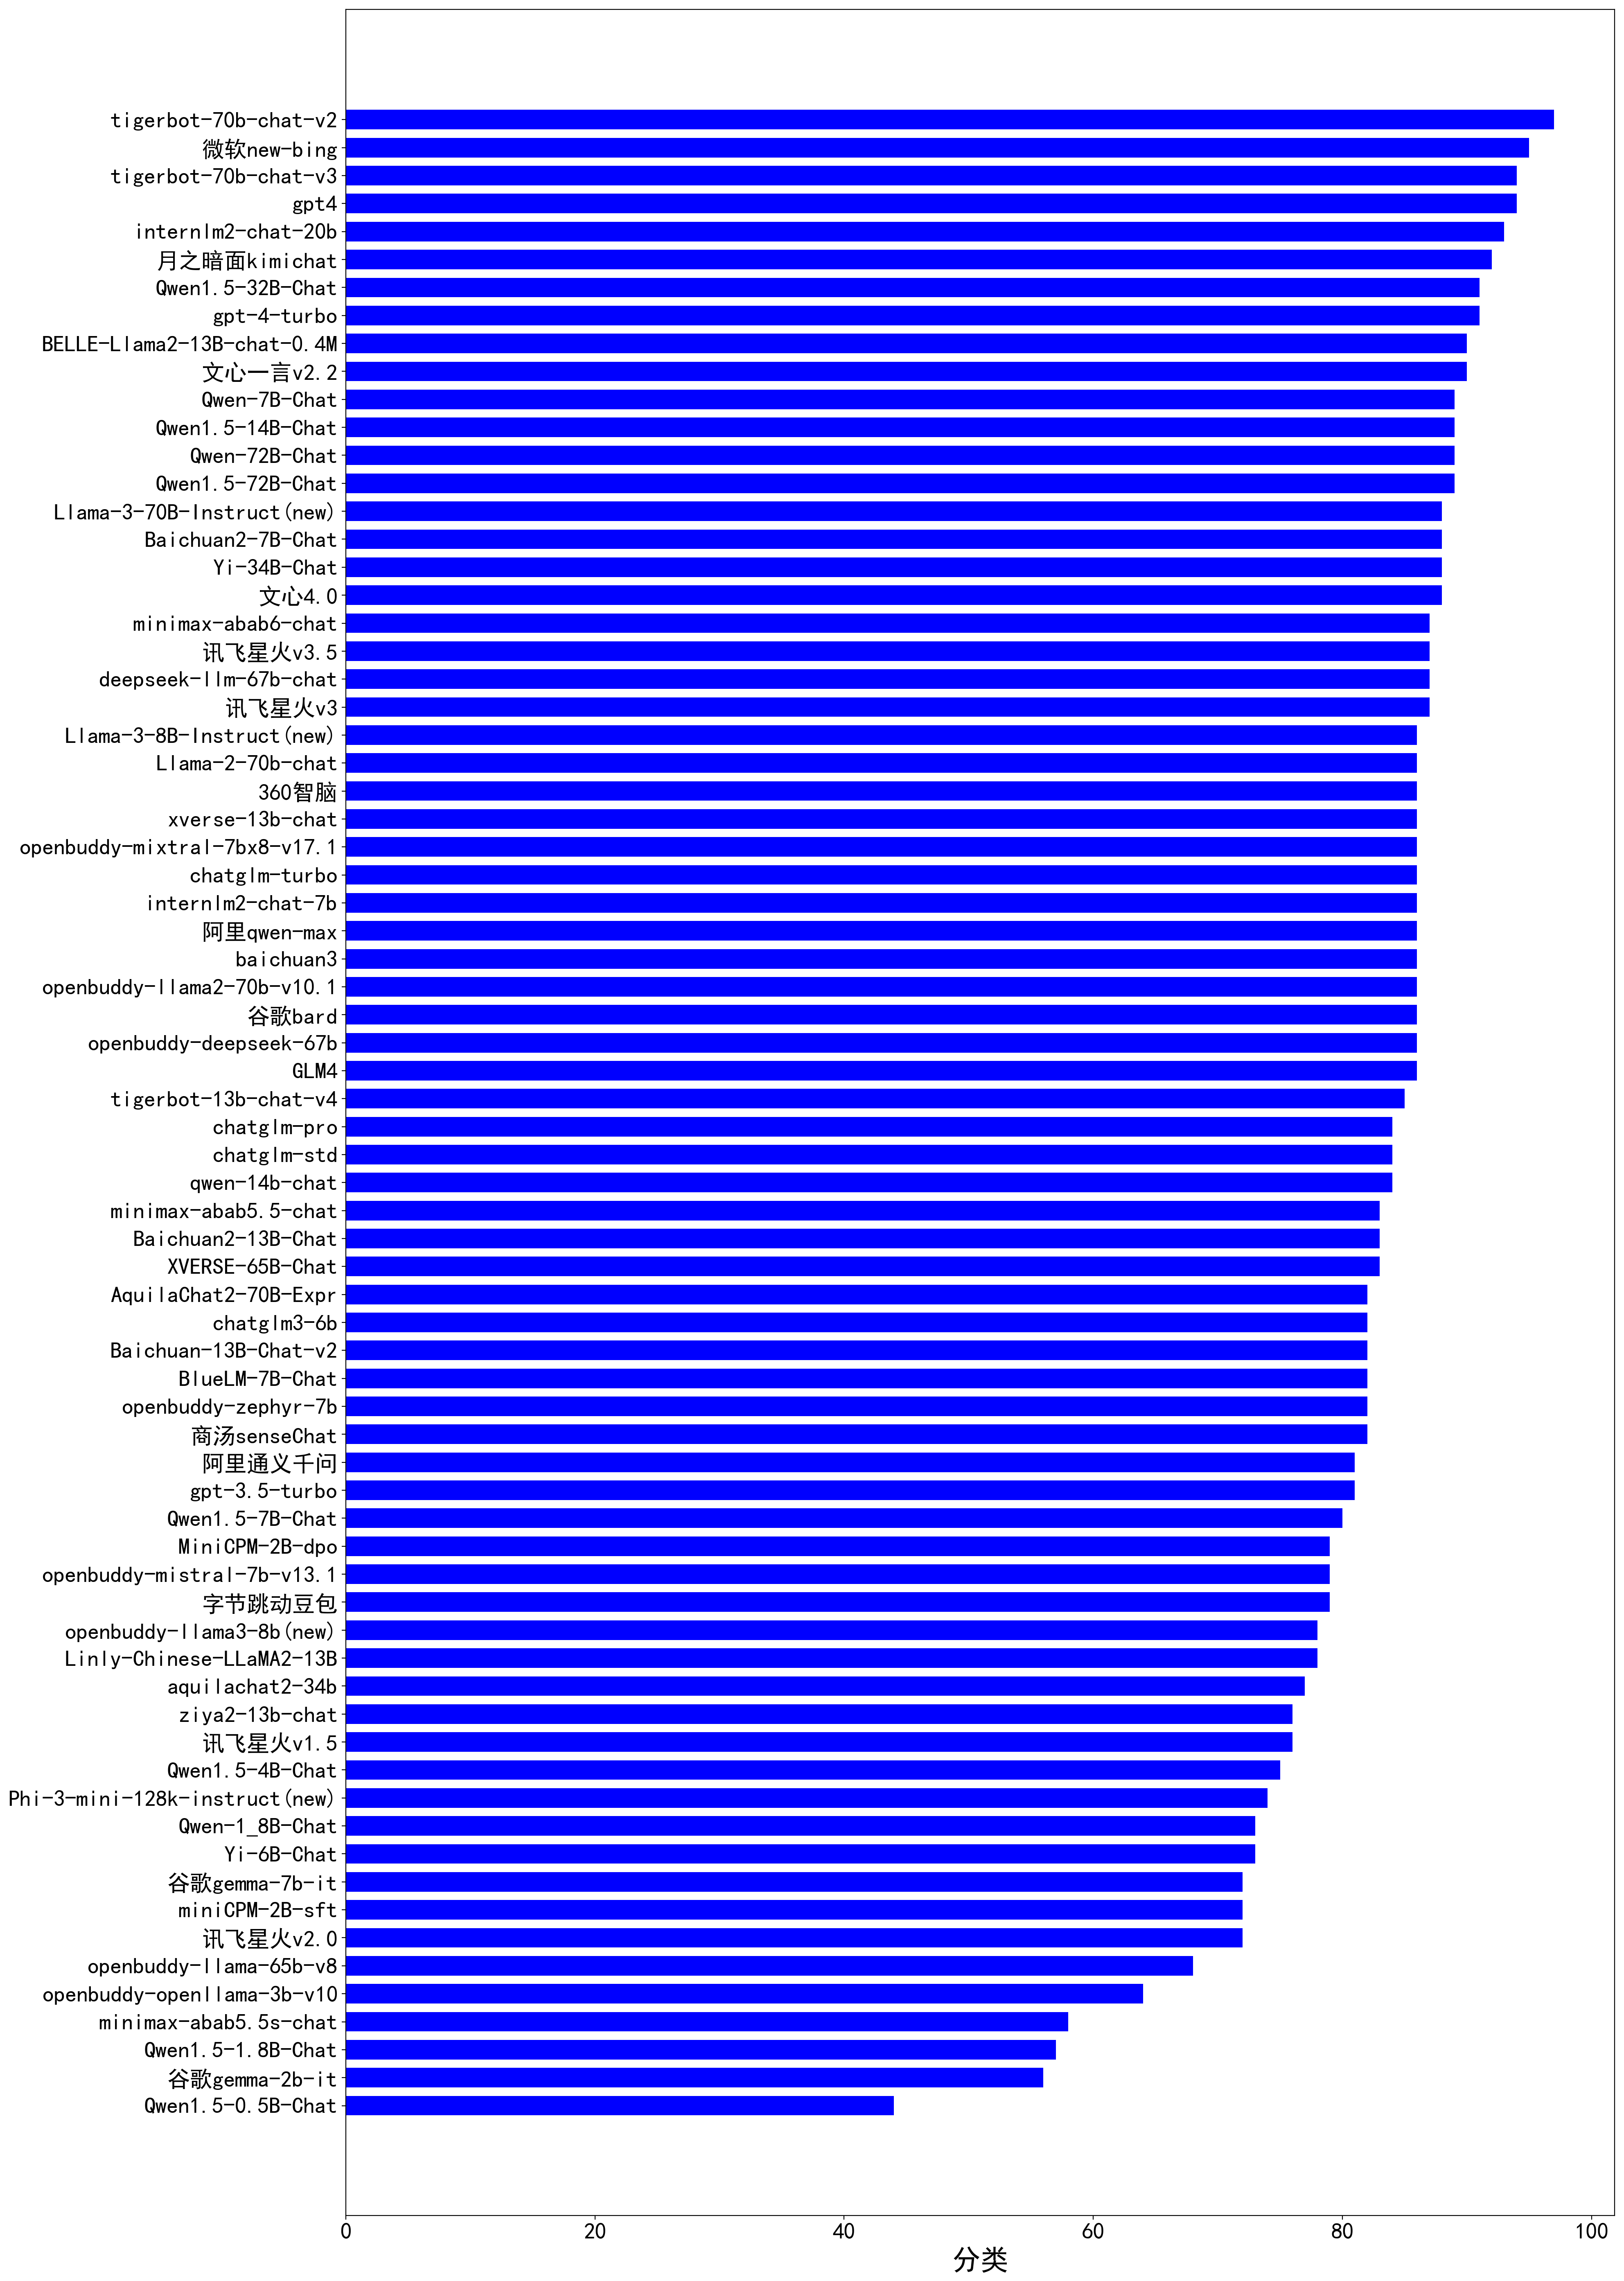 tigerbot-70b-chat-v2
微软new-bing
tigerbot-70b-chat-v3
gpt4
internlm2-chat-20b
月之暗面kimichat
Qwen1.5-32B-Chat
gpt-4-turbo
BELLE-Llama2-13B-chat-0.4M
文心一言v2.2
Qwen-7B-Chat
Qwen1.5-14B-Chat
Qwen-72B-Chat
Qwen1.5-72B-Chat
Llama-3-70B-Instruct(new)
Baichuan2-7B-Chat
Yi-34B-Chat
文心4.0
minimax-abab6-chat
讯飞星火v3.5
deepseek-llm-67b-chat
讯飞星火v3
Llama-3-8B-Instruct(new)
Llama-2-70b-chat
360智脑
xverse-13b-chat
openbuddy-mixtral-7bx8-v17.1
chatglm-turbo
internlm2-chat-7b
阿里qwen-max
baichuan3
openbuddy-llama2-70b-v10.1
谷歌bard
openbuddy-deepseek-67b
GLM4
tigerbot-13b-chat-v4
chatglm-pro
chatglm-std
qwen-14b-chat
minimax-abab5.5-chat
Baichuan2-13B-Chat
XVERSE-65B-Chat
AquilaChat2-70B-Expr
chatglm3-6b
Baichuan-13B-Chat-v2
BlueLM-7B-Chat
openbuddy-zephyr-7b
商汤senseChat
阿里通义千问
gpt-3.5-turbo
Qwen1.5-7B-Chat
MiniCPM-2B-dpo
openbuddy-mistral-7b-v13.1
字节跳动豆包
openbuddy-llama3-8b(new)
Linly-Chinese-LLaMA2-13B
aquilachat2-34b
ziya2-13b-chat
讯飞星火v1.5
Qwen1.5-4B-Chat
Phi-3-mini-128k-instruct(new)
Qwen-1_8B-Chat
Yi-6B-Chat
谷歌gemma-7b-it
miniCPM-2B-sft
讯飞星火v2.0
openbuddy-llama-65b-v8
openbuddy-openllama-3b-v10
minimax-abab5.5s-chat
Qwen1.5-1.8B-Chat
谷歌gemma-2b-it
Qwen1.5-0.5B-Chat
0 20 40 60 80 100
分类